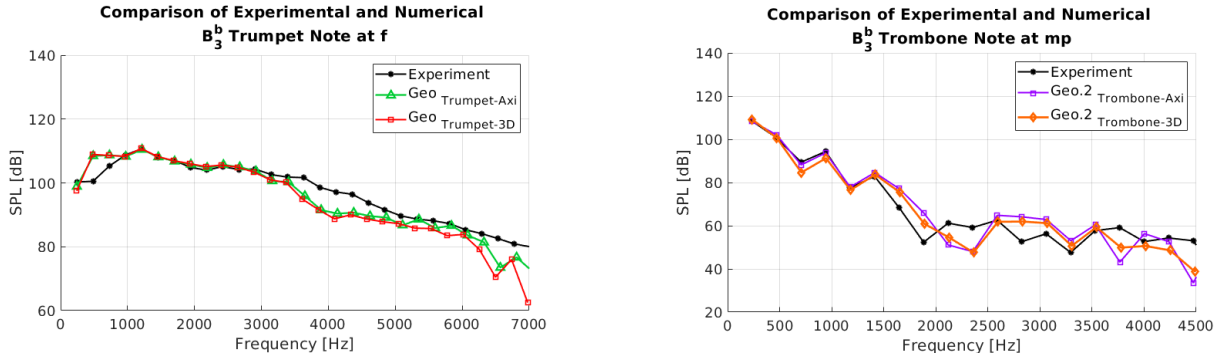 Comparison of Experimental and Numerical
B♭3 Trumpet Note at f
140
120
100
80
60
SPL [dB]
Experiment
Geo Trumpet-Axi
Geo Trumpet-3D
0 1000 2000 3000 4000 5000 6000 7000
Frequency [Hz]
Comparison of Experimental and Numerical
B♭3 Trombone Note at mp
140
120
100
80
60
40
20
SPL [dB]
Experiment
Geo.2 Trombone-Axi
Geo.2 Trombone-3D
0 500 1000 1500 2000 2500 3000 3500 4000 4500
Frequency [Hz]